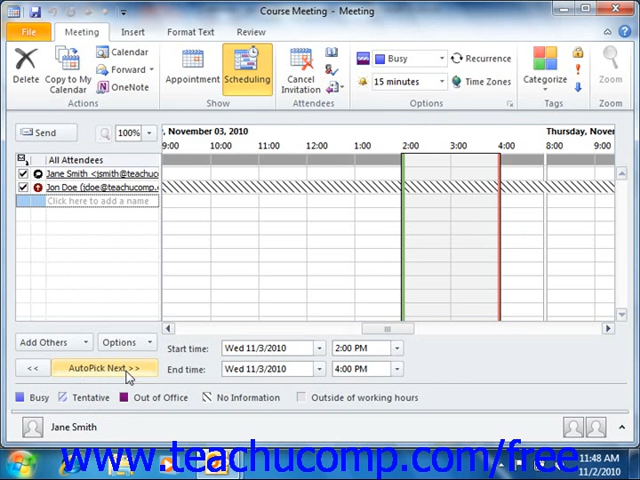 Course Meeting - Meeting
File Meeting Insert Format Text Review
Delete
Copy to My Calendar
Calendar
Forward
OneNote
Actions
Appointment
Scheduling
Show
Cancel Invitation
Attendees
Busy
15 minutes
Recurrence
Time Zones
Options
Categorize
Tags
Zoom
Zoom
Send
100%
, November 03, 2010
Thursday, Nover
9:00 10:00 11:00 12:00 1:00 2:00 3:00 4:00 8:00 9:00
All Attendees
Jane Smith <jsmith@teachuco
Jon Doe (jdoe@teachucomp.
Click here to add a name
Add Others
Options
Start time: Wed 11/3/2010 2:00 PM
<< AutoPick Next >>
End time: Wed 11/3/2010 4:00 PM
Busy Tentative Out of Office No Information Outside of working hours
Jane Smith
www.teachucomp.com/free
11:48 AM
11/2/2010